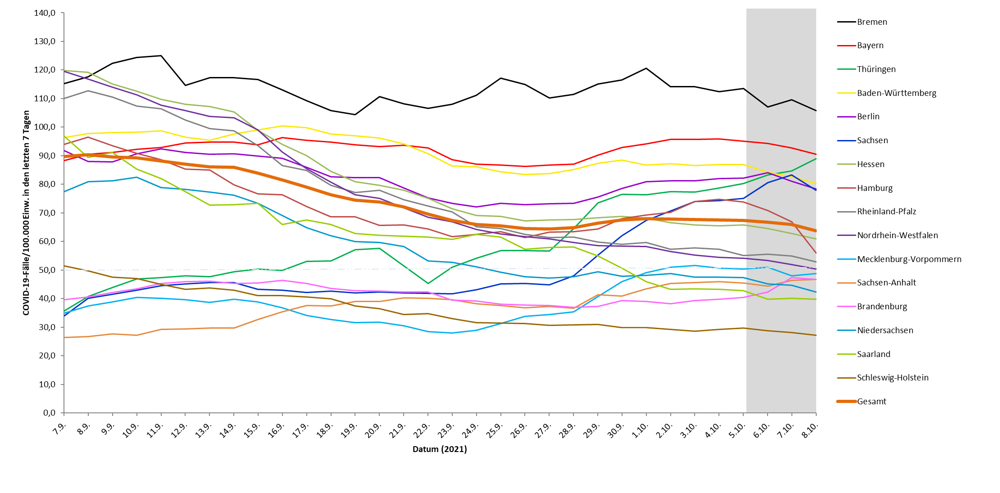 140,0
130,0
120,0
110,0
100,0
90,0
80,0
70,0
60,0
50,0
40,0
30,0
20,0
10,0
0,0
COVID-19-Fälle/100.000 Einw. in den letzten 7 Tagen
7.9. 8.9. 9.9. 10.9. 11.9. 12.9. 13.9. 14.9. 15.9. 16.9. 17.9. 18.9. 19.9. 20.9. 21.9. 22.9. 23.9. 24.9. 25.9. 26.9. 27.9. 28.9. 29.9. 30.9. 1.10. 2.10. 3.10. 4.10. 5.10. 6.10. 7.10. 8.10.
Datum (2021)
Bremen
Bayern
Thüringen
Baden-Württemberg
Berlin
Sachsen
Hessen
Hamburg
Rheinland-Pfalz
Nordrhein-Westfalen
Mecklenburg-Vorpommern
Sachsen-Anhalt
Brandenburg
Niedersachsen
Saarland
Schleswig-Holstein
Gesamt